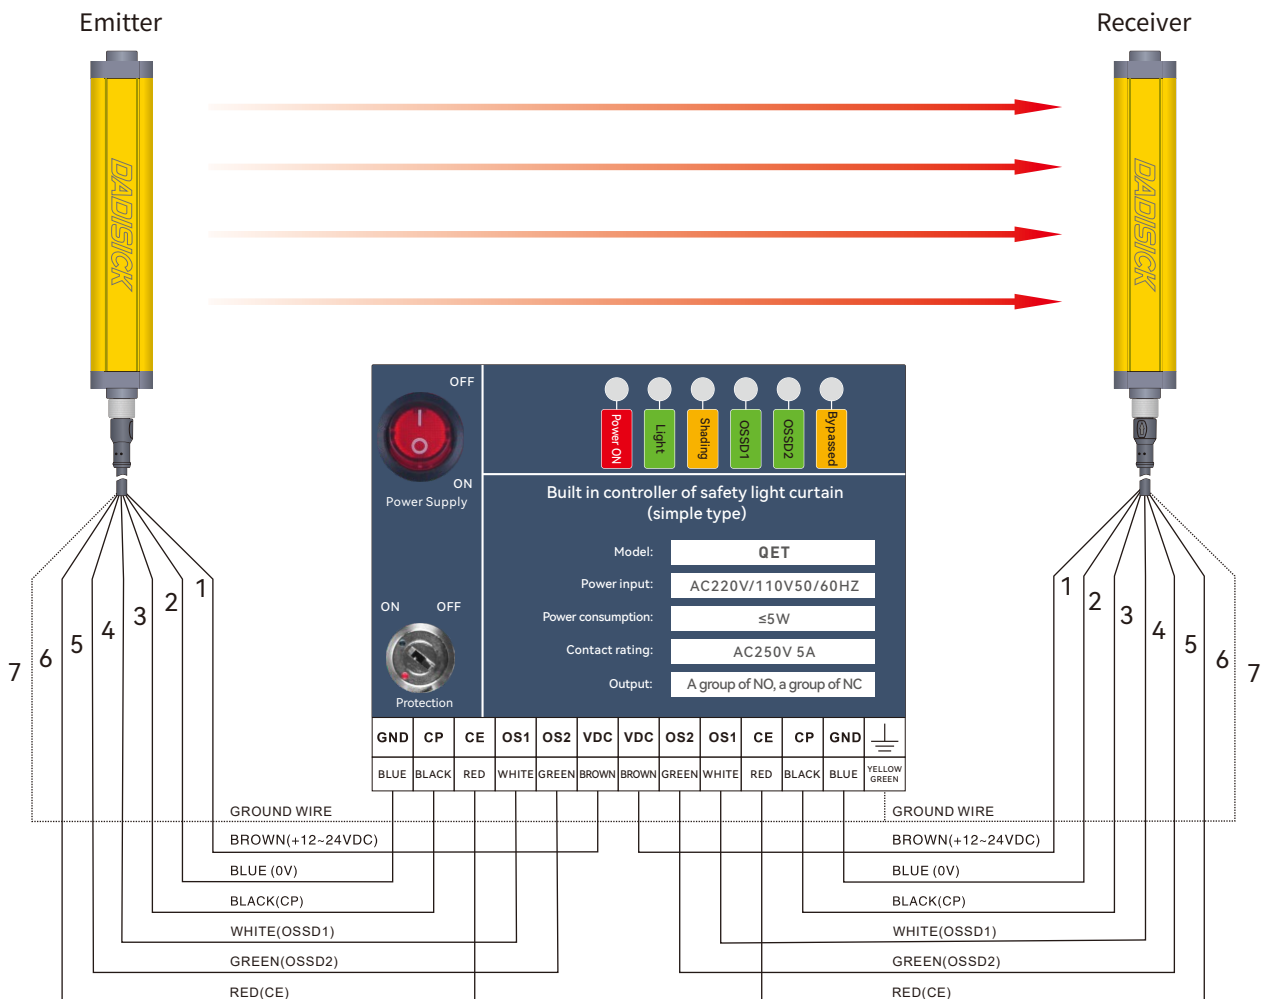 Emitter
Receiver
DADISICK
DADISICK
OFF
ON
Power Supply
Power ON
Light
Shading
OSSD1
OSSD2
Bypassed
Built in controller of safety light curtain
(simple type)
Model: QET
Power input: AC220V/110V50/60HZ
Power consumption: ≤5W
Contact rating: AC250V 5A
Output: A group of NO, a group of NC
ON OFF
Protection
1
2
3
4
5
6
7
1
2
3
4
5
6
7
GND CP CE OS1 OS2 VDC VDC OS2 OS1 CE CP GND
BLUE BLACK RED WHITE GREEN BROWN BROWN GREEN WHITE RED BLACK BLUE YELLOW GREEN
GROUND WIRE
BROWN(+12~24VDC)
BLUE (0V)
BLACK(CP)
WHITE(OSSD1)
GREEN(OSSD2)
RED(CE)
GROUND WIRE
BROWN(+12~24VDC)
BLUE (0V)
BLACK(CP)
WHITE(OSSD1)
GREEN(OSSD2)
RED(CE)